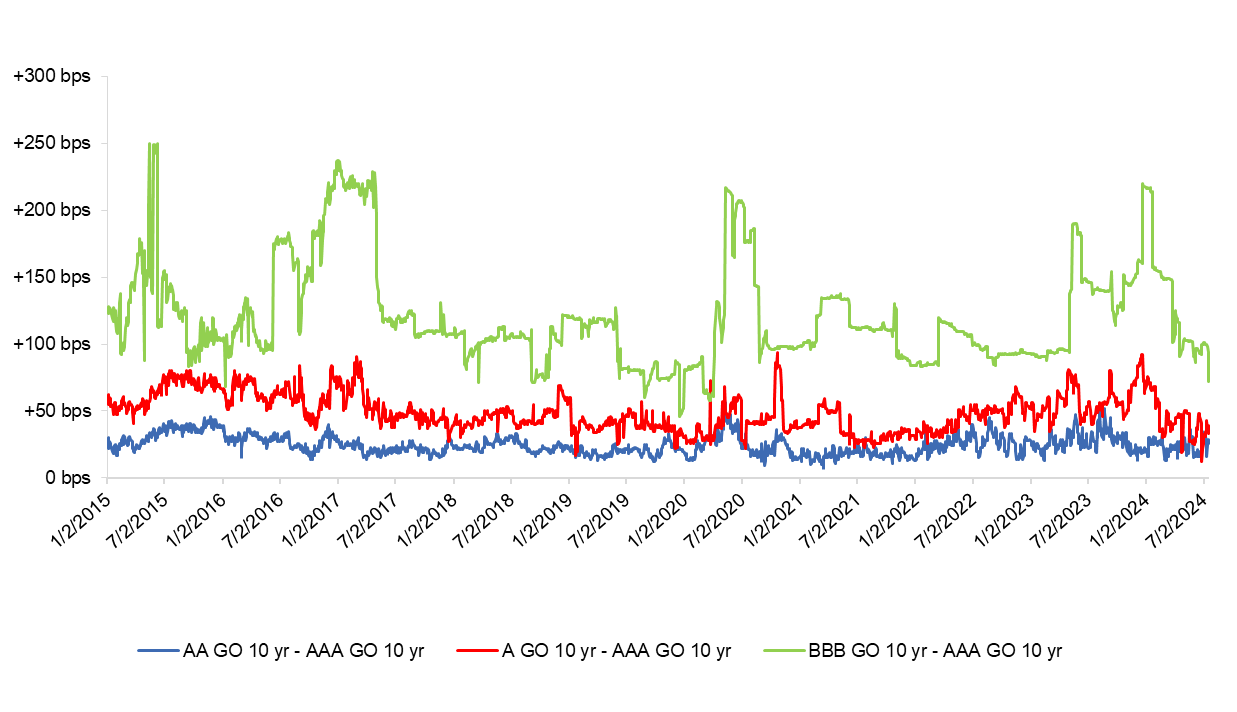 +300 bps
+250 bps
+200 bps
+150 bps
+100 bps
+50 bps
0 bps
1/2/2015
7/2/2015
1/2/2016
7/2/2016
1/2/2017
7/2/2017
1/2/2018
7/2/2018
1/2/2019
7/2/2019
1/2/2020
7/2/2020
1/2/2021
7/2/2021
1/2/2022
7/2/2022
1/2/2023
7/2/2023
1/2/2024
7/2/2024
AA GO 10 yr - AAA GO 10 yr
A GO 10 yr - AAA GO 10 yr
BBB GO 10 yr - AAA GO 10 yr